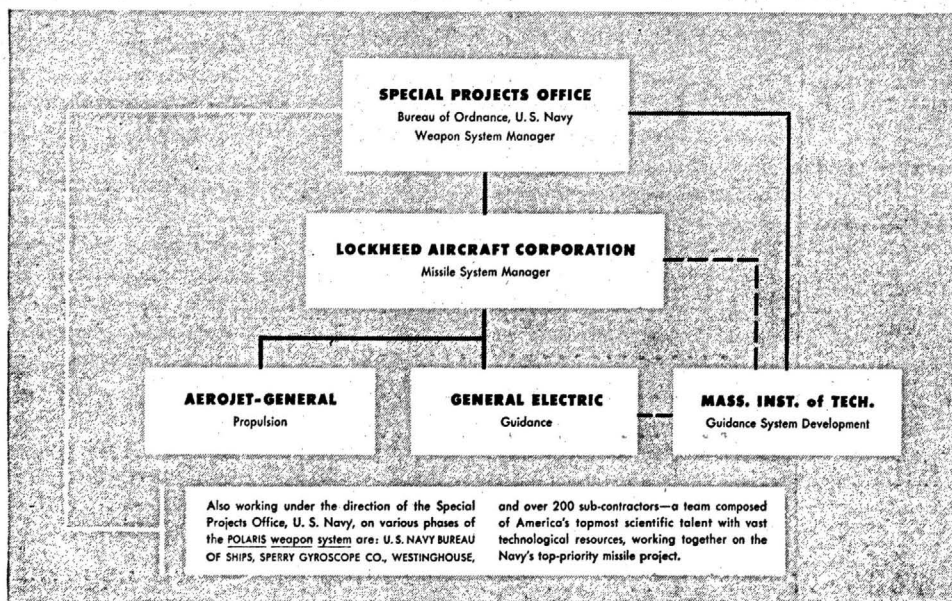 SPECIAL PROJECTS OFFICE
Bureau of Ordnance, U. S. Navy
Weapon System Manager
LOCKHEED AIRCRAFT CORPORATION
Missile System Manager
AEROJET-GENERAL
Propulsion
GENERAL ELECTRIC
Guidance
MASS. INST. of TECH.
Guidance System Development
Also working under the direction of the Special
Projects Office, U. S. Navy, on various phases of
the POLARIS weapon system are: U. S. NAVY BUREAU
OF SHIPS, SPERRY GYROSCOPE CO., WESTINGHOUSE,
and over 200 sub-contractors—a team composed
of America's topmost scientific talent with vast
technological resources, working together on the
Navy's top-priority missile project.